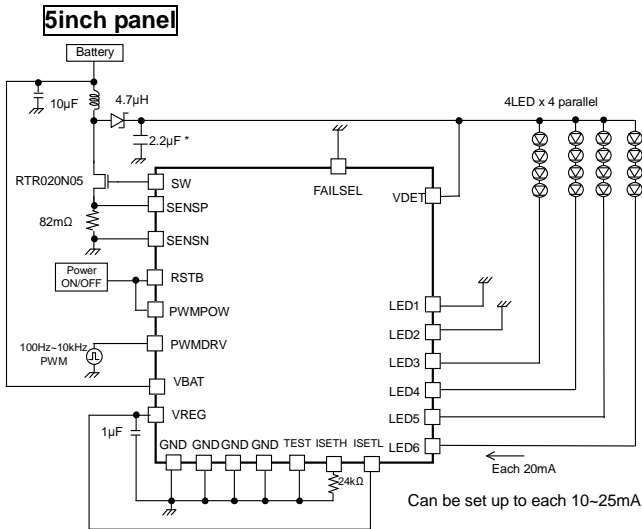 5inch panel
Battery
10µF
4.7µH
2.2µF *
4LED x 4 parallel
RTR020N05
82mΩ
SW
SENSP
SENSN
FAILSEL
VDET
Power
ON/OFF
RSTB
PWMPOW
100Hz~10kHz
PWM
PWMDRV
VBAT
VREG
1µF
LED1
LED2
LED3
LED4
LED5
LED6
GND GND GND GND TEST ISETH ISETL
24kΩ
Each 20mA
Can be set up to each 10~25mA